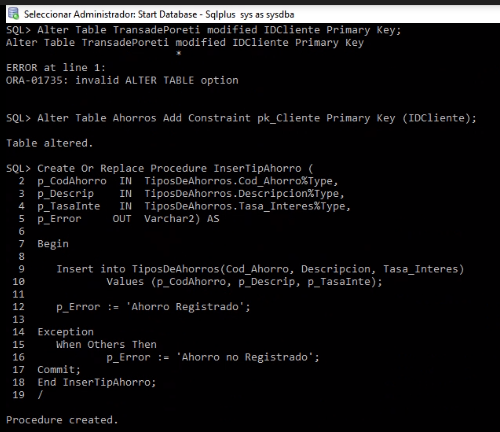 Seleccionar Administrador: Start Database - Sqlplus sys as sysdba
SQL> Alter Table TransadePoreti modified IDCliente Primary Key;
Alter Table TransadePoreti modified IDCliente Primary Key
*
ERROR at line 1:
ORA-01735: invalid ALTER TABLE option
SQL> Alter Table Ahorros Add Constraint pk_Cliente Primary Key (IDCliente);
Table altered.
SQL> Create Or Replace Procedure InserTipAhorro (
2 p_CodAhorro IN TiposDeAhorros.Cod_Ahorro%Type,
3 p_Descrip IN TiposDeAhorros.Descripcion%Type,
4 p_TasaInte IN TiposDeAhorros.Tasa_Interes%Type,
5 p_Error OUT Varchar2) AS
6
7 Begin
8
9 Insert into TiposDeAhorros(Cod_Ahorro, Descripcion, Tasa_Interes)
10 Values (p_CodAhorro, p_Descrip, p_TasaInte);
11
12 p_Error := 'Ahorro Registrado';
13
14 Exception
15 When Others Then
16 p_Error := 'Ahorro no Registrado';
17 Commit;
18 End InserTipAhorro;
19 /
Procedure created.